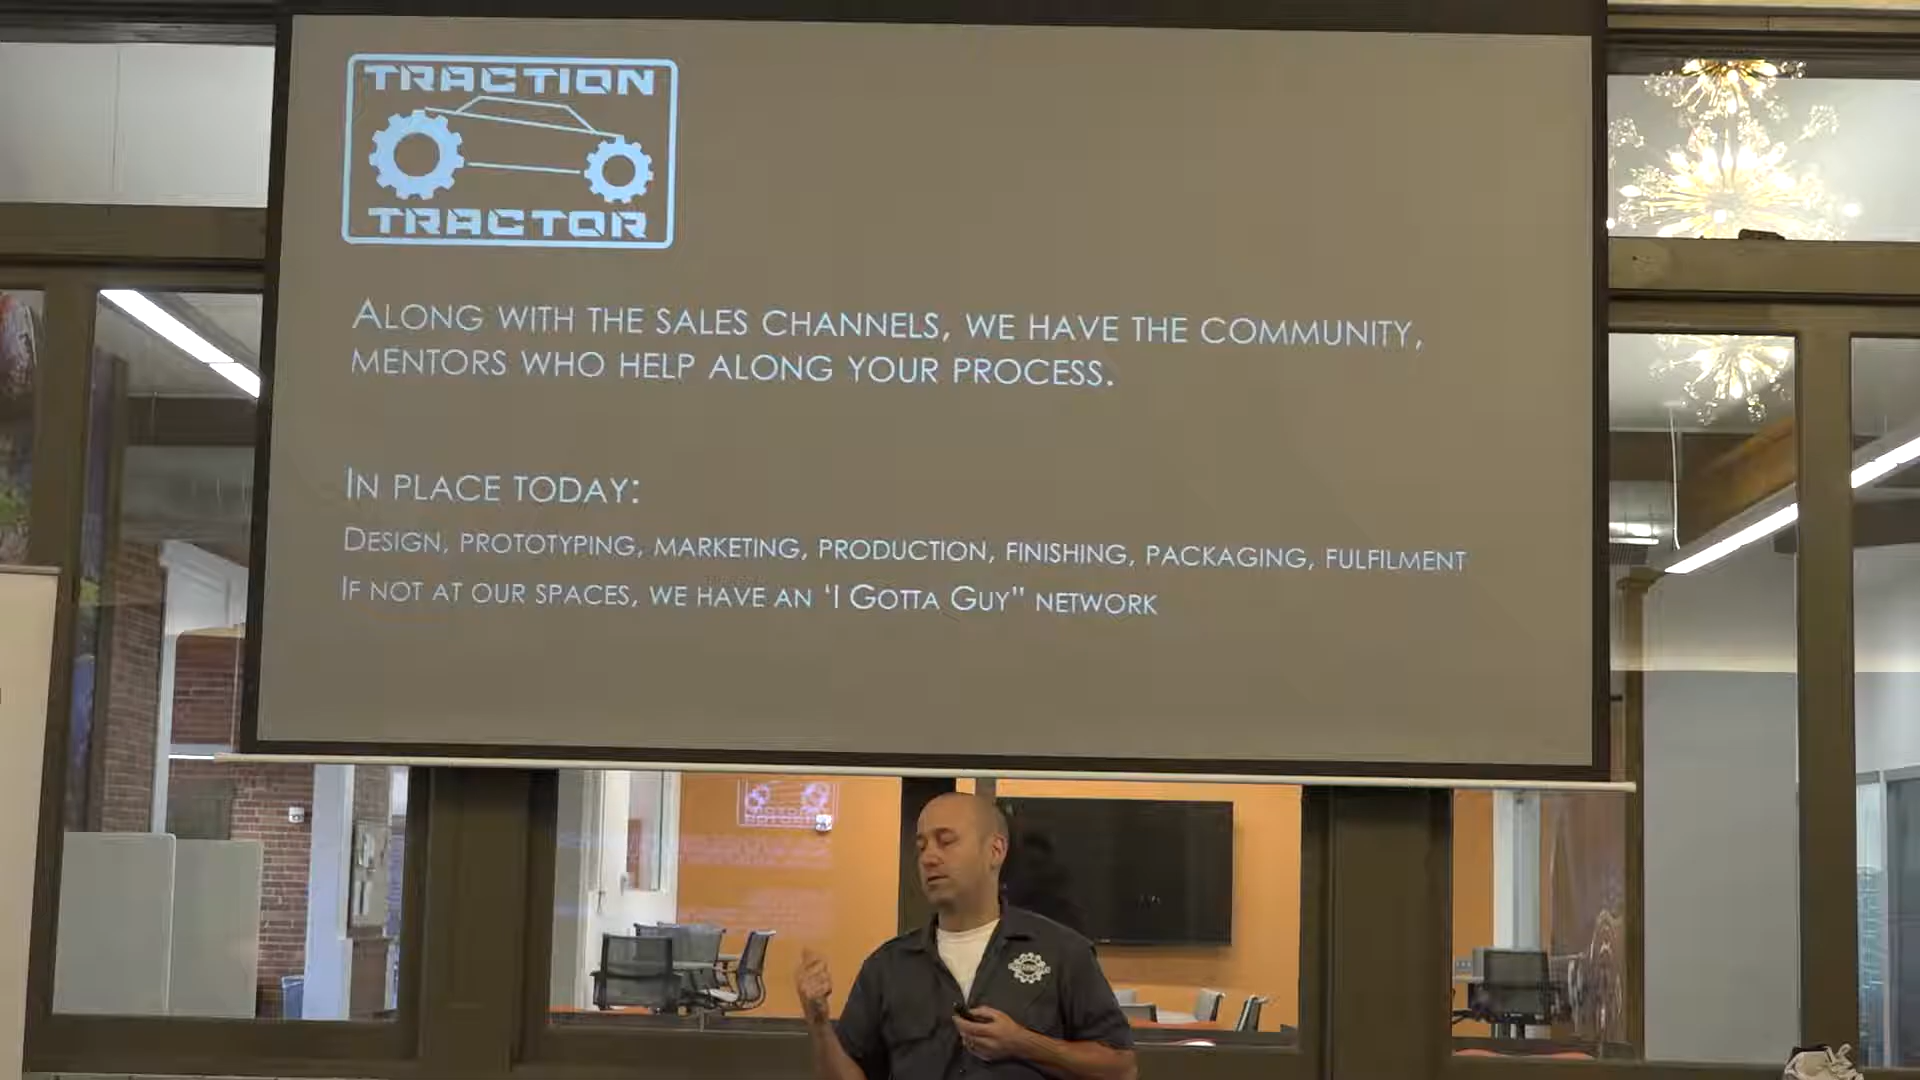 TRACTION
TRACTOR
ALONG WITH THE SALES CHANNELS, WE HAVE THE COMMUNITY,
MENTORS WHO HELP ALONG YOUR PROCESS.
IN PLACE TODAY:
DESIGN, PROTOTYPING, MARKETING, PRODUCTION, FINISHING, PACKAGING, FULFILMENT
IF NOT AT OUR SPACES, WE HAVE AN 'I GOTTA GUY" NETWORK